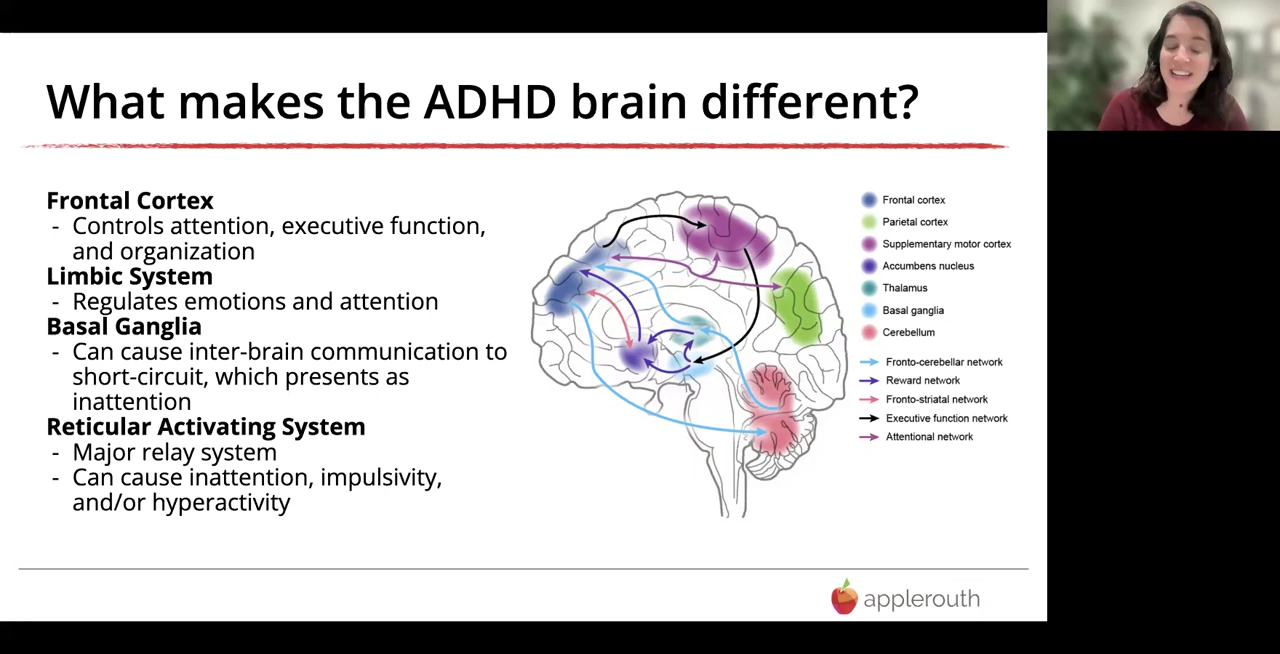 What makes the ADHD brain different?
Frontal Cortex
- Controls attention, executive function,
and organization
Limbic System
- Regulates emotions and attention
Basal Ganglia
- Can cause inter-brain communication to
short-circuit, which presents as
inattention
Reticular Activating System
- Major relay system
- Can cause inattention, impulsivity,
and/or hyperactivity
Frontal cortex
Parietal cortex
Supplementary motor cortex
Accumbens nucleus
Thalamus
Basal ganglia
Cerebellum
Fronto-cerebellar network
Reward network
Fronto-striatal network
Executive function network
Attentional network
applerouth